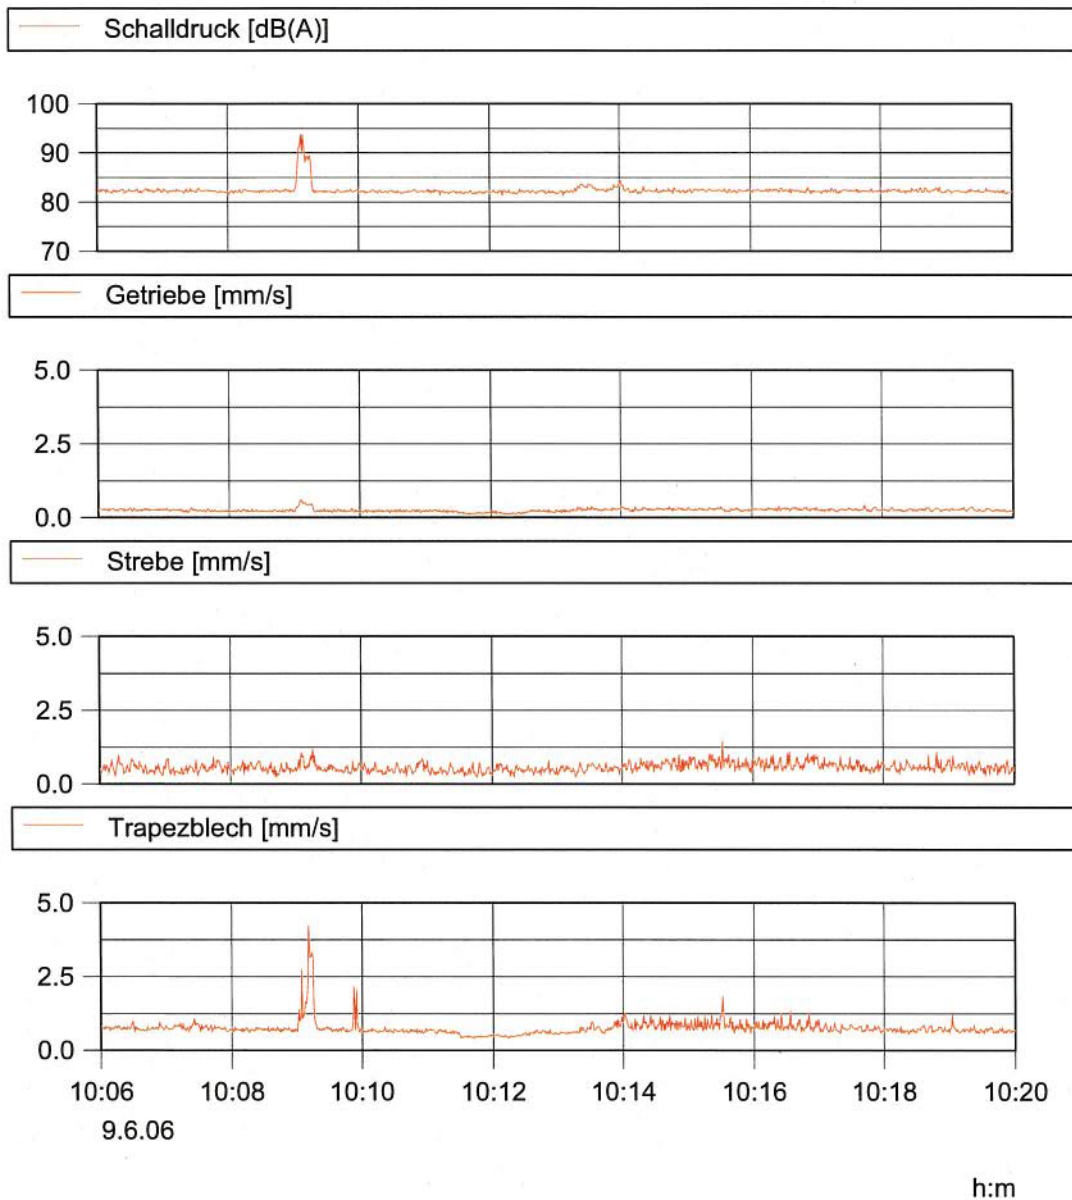 Schalldruck [dB(A)]
100
90
80
70
Getriebe [mm/s]
5.0
2.5
0.0
Strebe [mm/s]
5.0
2.5
0.0
Trapezblech [mm/s]
5.0
2.5
0.0
10:06 10:08 10:10 10:12 10:14 10:16 10:18 10:20
9.6.06
h:m